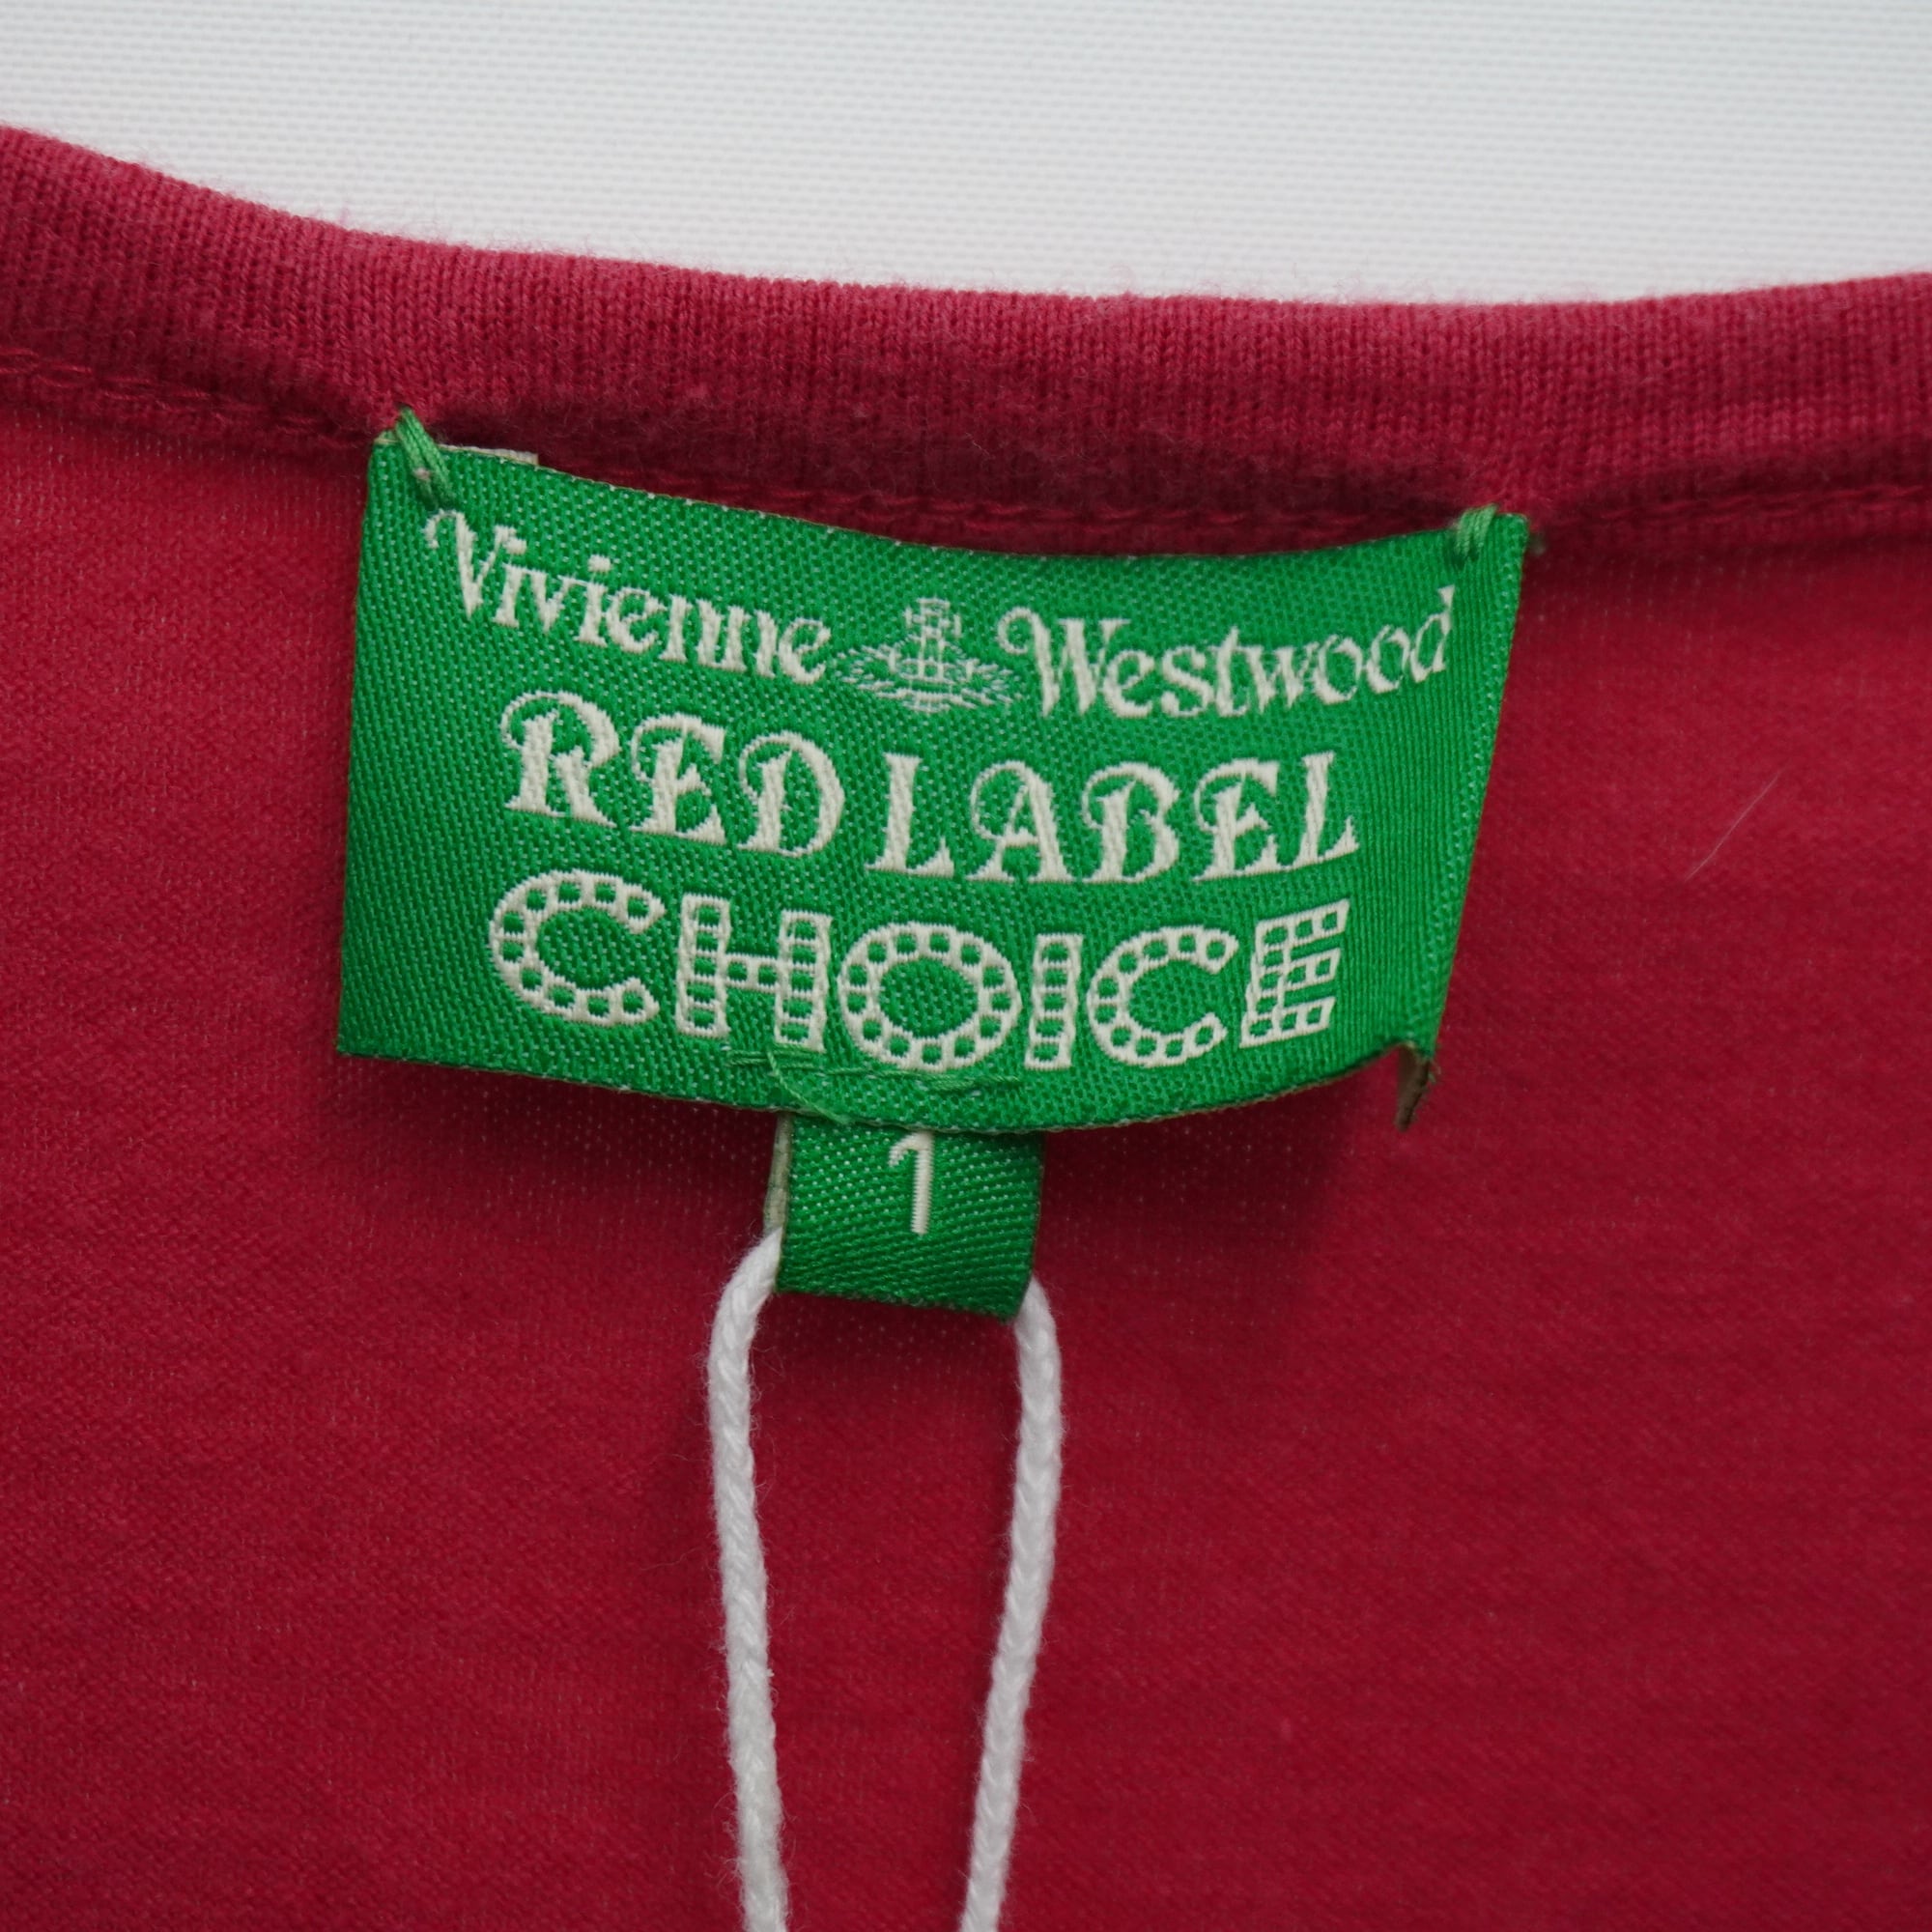 Vivienne Westwood
RED LABEL
CHOICE
1